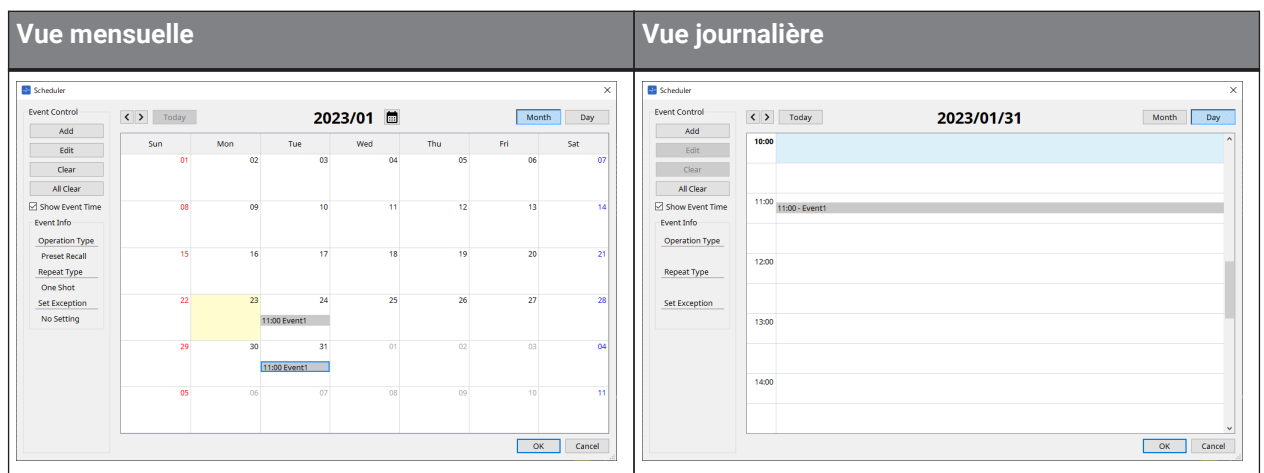 Vue mensuelle
Vue journalière
Scheduler
Event Control
Add
Edit
Clear
All Clear
Show Event Time
Event Info
Operation Type
Preset Recall
Repeat Type
One Shot
Set Exception
No Setting
Today 2023/01 Month Day
Sun Mon Tue Wed Thu Fri Sat
01 02 03 04 05 06 07
08 09 10 11 12 13 14
15 16 17 18 19 20 21
22 23 24 25 26 27 28
11:00 Event1
29 30 31 01 02 03 04
11:00 Event1
05 06 07 08 09 10 11
OK Cancel
Scheduler
Event Control
Add
Edit
Clear
All Clear
Show Event Time
Event Info
Operation Type
Repeat Type
Set Exception
Today 2023/01/31 Month Day
10:00
11:00
11:00 - Event1
12:00
13:00
14:00
OK Cancel